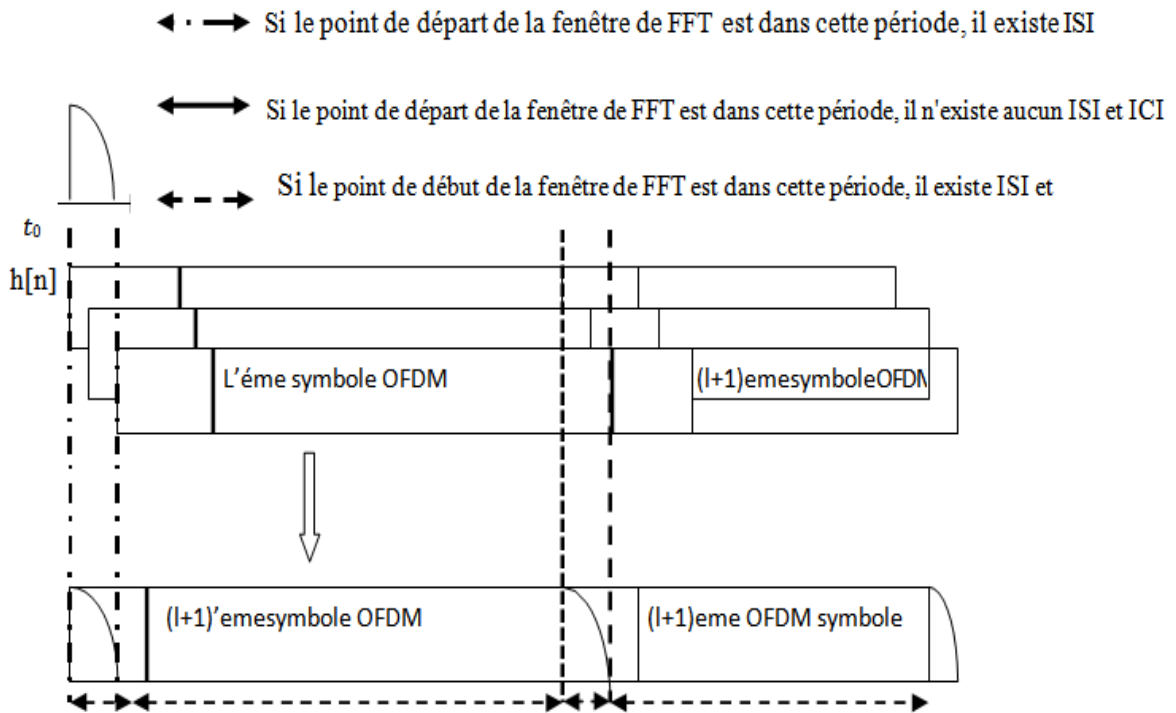 Si le point de départ de la fenêtre de FFT est dans cette période, il existe ISI
Si le point de départ de la fenêtre de FFT est dans cette période, il n'existe aucun ISI et ICI
Si le point de début de la fenêtre de FFT est dans cette période, il existe ISI et
t0
h[n]
L'éme symbole OFDM
(l+1)emesymboleOFDM
(l+1)'emesymbole OFDM
(l+1)eme OFDM symbole